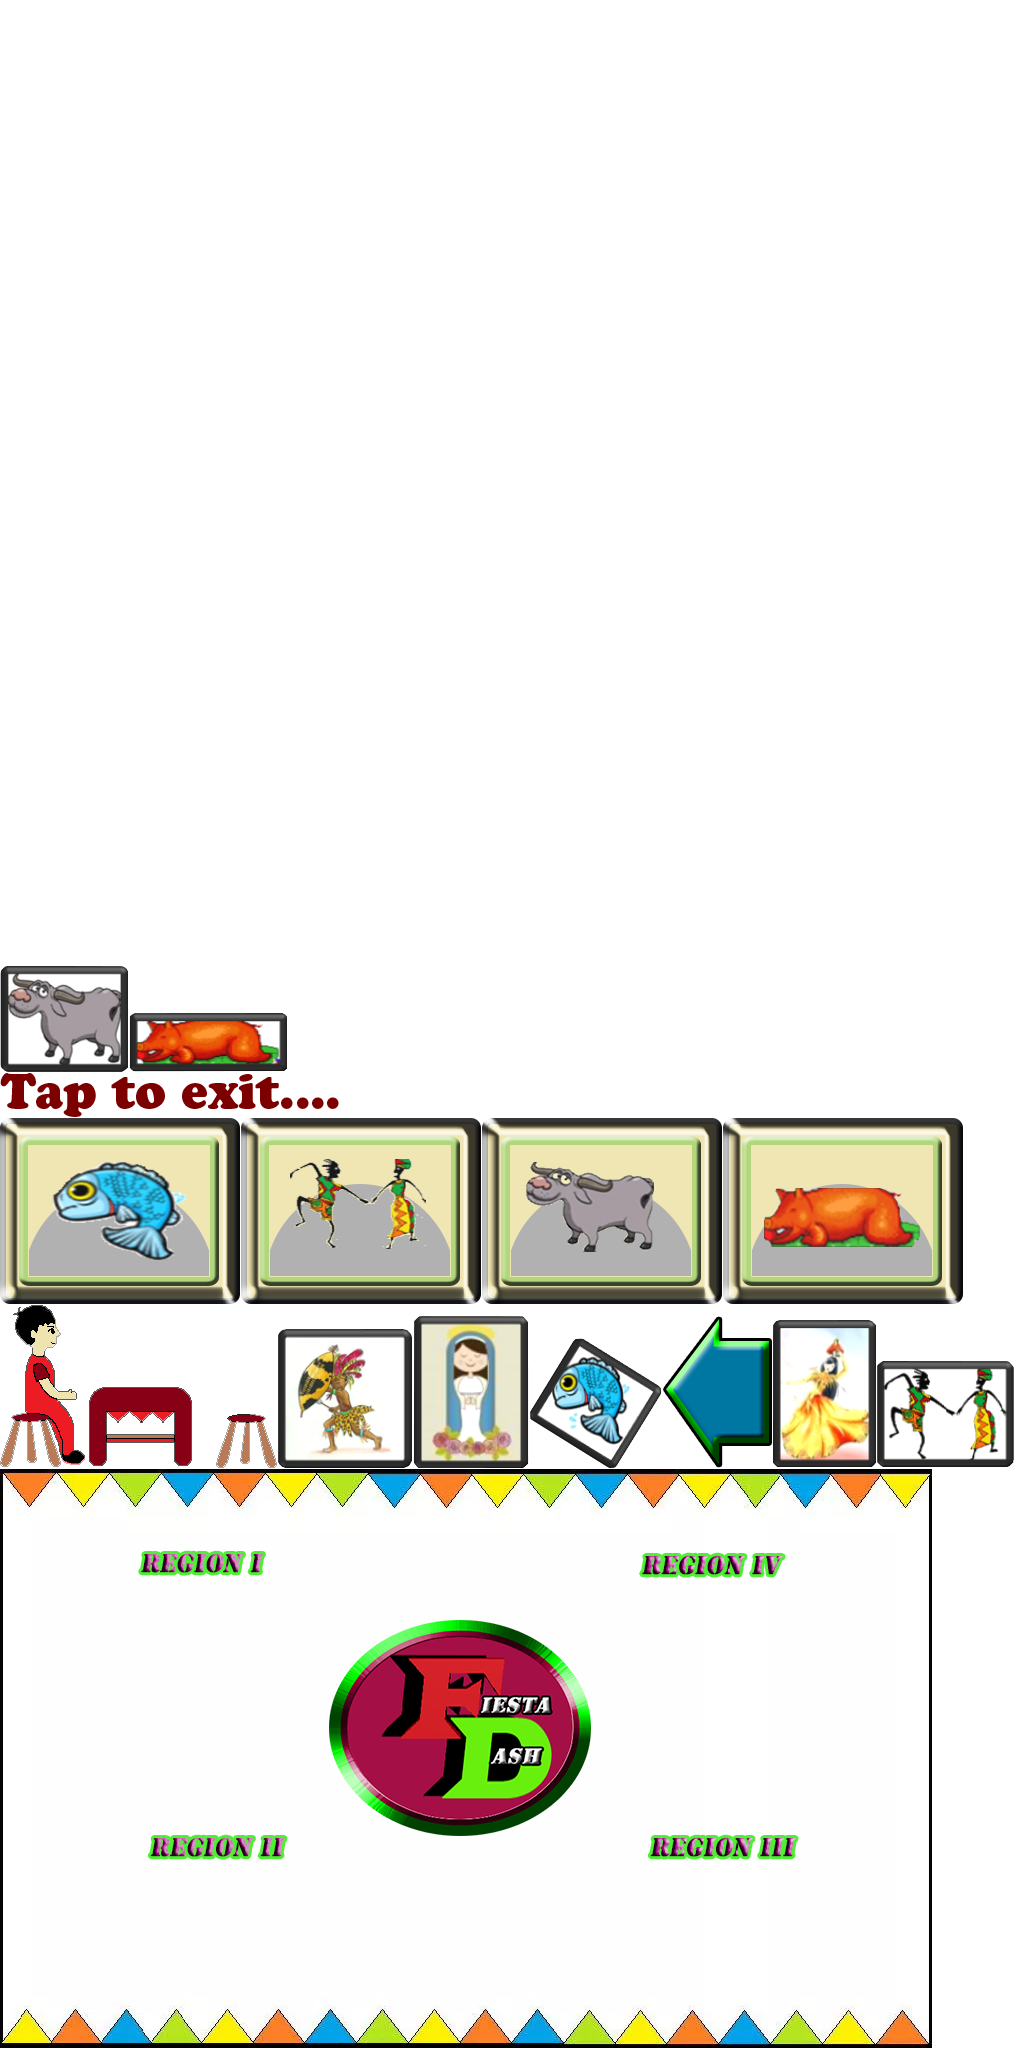 Tap to exit....
REGION I
REGION IV
FIESTA
DASH
REGION II
REGION III